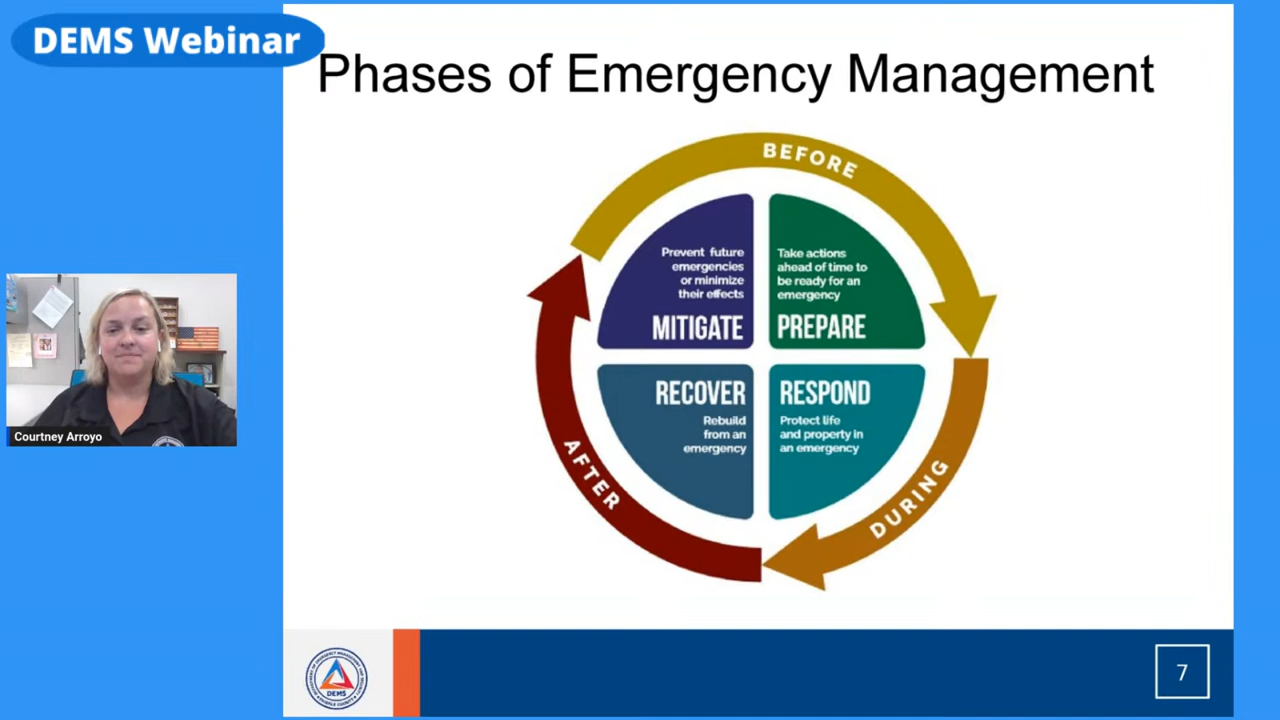 DEMS Webinar
Phases of Emergency Management
BEFORE
Prevent future
emergencies
or minimize
their effects
MITIGATE
Take actions
ahead of time to
be ready for an
emergency
PREPARE
RECOVER
Rebuild
from an
emergency
RESPOND
Protect life
and property in
an emergency
AFTER
DURING
Courtney Arroyo
DEMS
7